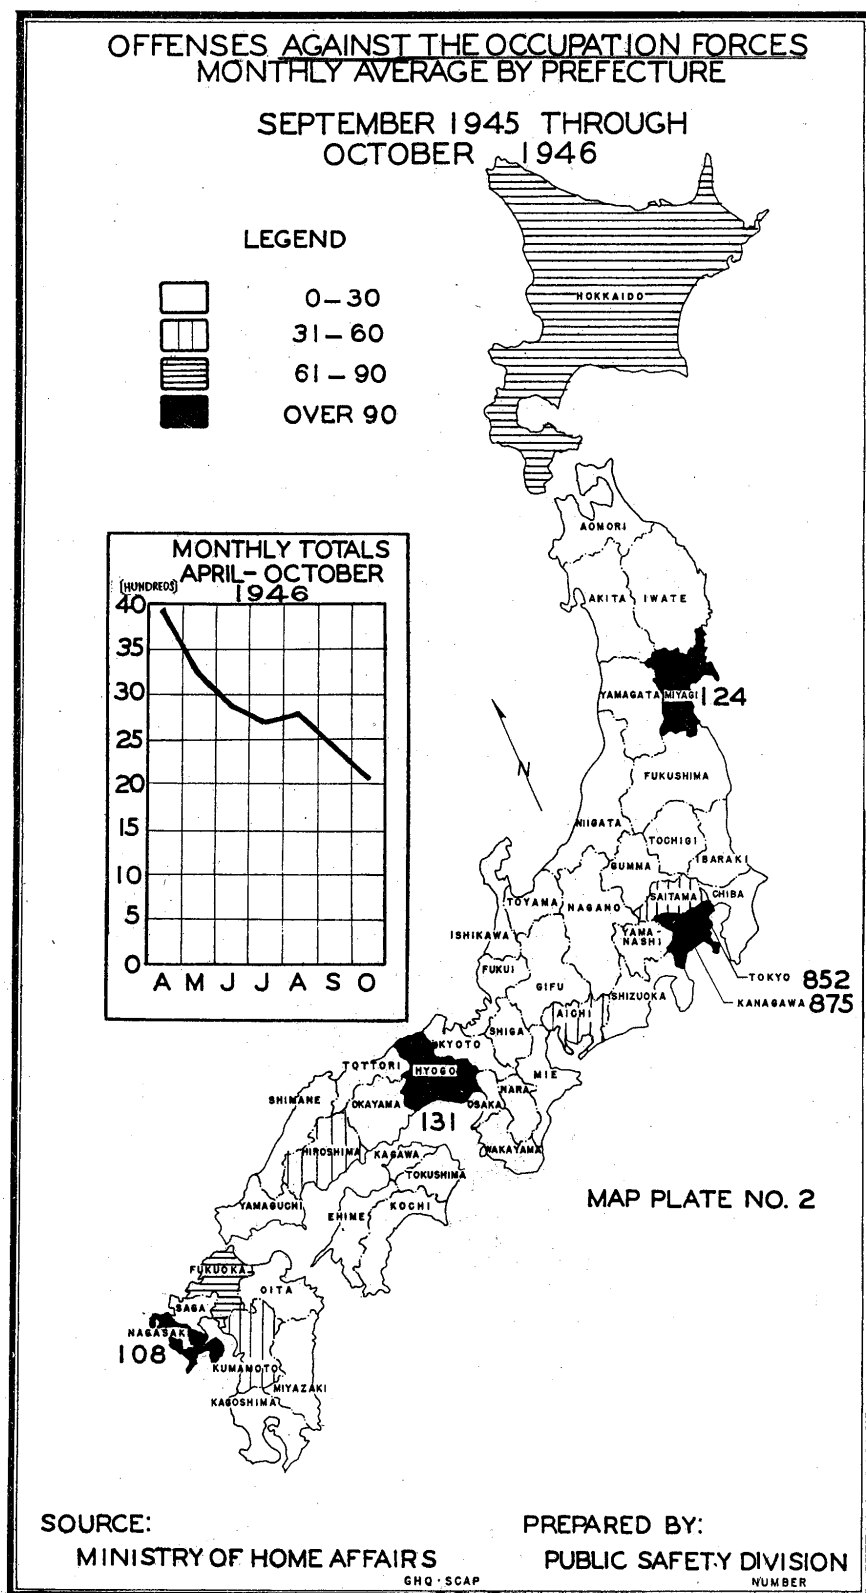 OFFENSES AGAINST THE OCCUPATION FORCES
MONTHLY AVERAGE BY PREFECTURE
SEPTEMBER 1945 THROUGH
OCTOBER 1946
LEGEND
0-30
31-60
61-90
OVER 90
HOKKAIDO
AOMORI
AKITA
IWATE
YAMAGATA
MIYAGI
124
FUKUSHIMA
NIIGATA
TOCHIGI
GUMMA
IBARAKI
SAITAMA
CHIBA
TOYAMA
NAGANO
ISHIKAWA
YAMA-
NASHI
FUKUI
GIFU
TOKYO 852
SHIZUOKA
KANAGAWA 875
AICHI
SHIGA
KYOTO
TOTTORI
HYOGO
MIE
NARA
SHIMANE
OKAYAMA
OSAKA
131
HIROSHIMA
KAGAWA
WAKAYAMA
TOKUSHIMA
YAMAGUCHI
EHIME
KOCHI
FUKUOKA
OITA
SAGA
NAGASAKI
108
KUMAMOTO
MIYAZAKI
KAGOSHIMA
N
MONTHLY TOTALS
APRIL-OCTOBER
1946
(HUNDREDS)
40
35
30
25
20
15
10
5
0
A M J J A S O
MAP PLATE NO. 2
SOURCE:
MINISTRY OF HOME AFFAIRS
GHQ·SCAP
PREPARED BY:
PUBLIC SAFETY DIVISION
NUMBER